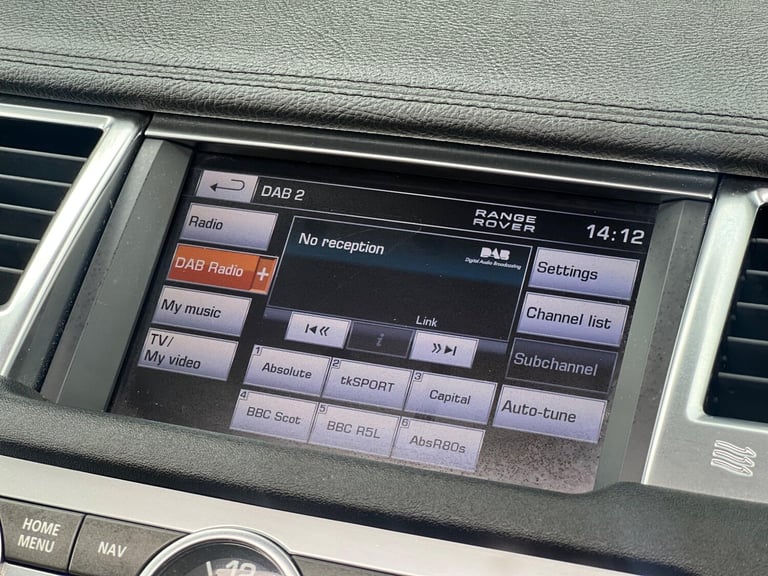 DAB 2
RANGE
ROVER
14:12
Radio
DAB Radio +
My music
TV/
My video
No reception
DAB
Digital Audio Broadcasting
Link
i
Settings
Channel list
Subchannel
Auto-tune
1 Absolute
2 tkSPORT
3 Capital
4 BBC Scot
5 BBC R5L
6 AbsR80s
HOME
MENU
NAV
12